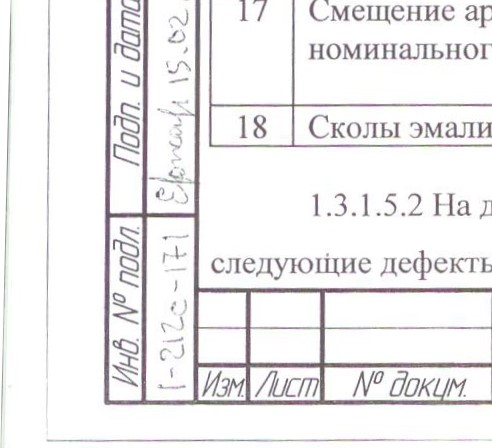 17 Смещение ар
номинальног
18 Сколы эмали
1.3.1.5.2 На д
следующие дефекты
Изм. Лист № докум.
Подп. и дата
15.02.
Инв. № подл.
1-212с-171